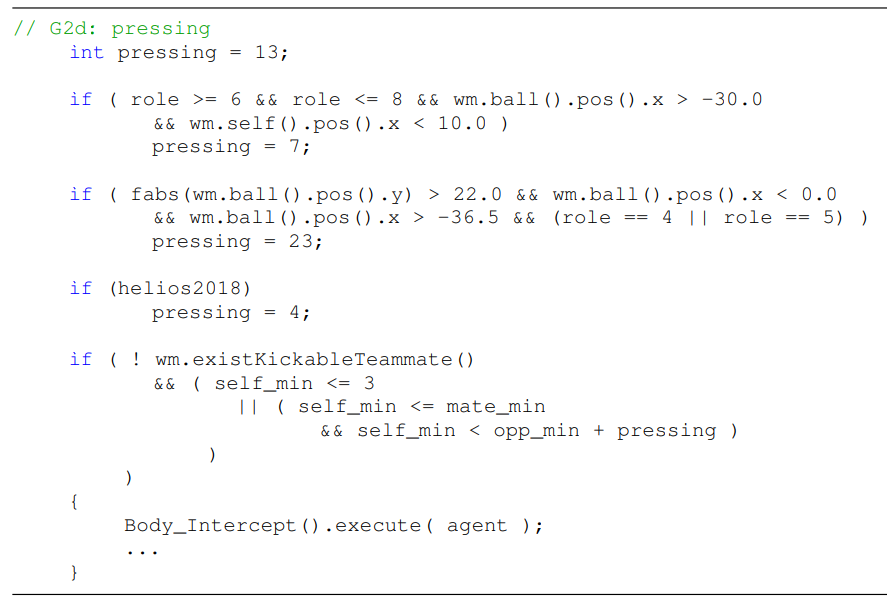 // G2d: pressing
int pressing = 13;
if ( role >= 6 && role <= 8 && wm.ball().pos().x > -30.0
&& wm.self().pos().x < 10.0 )
pressing = 7;
if ( fabs(wm.ball().pos().y) > 22.0 && wm.ball().pos().x < 0.0
&& wm.ball().pos().x > -36.5 && (role == 4 || role == 5) )
pressing = 23;
if (helios2018)
pressing = 4;
if ( ! wm.existKickableTeammate()
&& ( self_min <= 3
|| ( self_min <= mate_min
&& self_min < opp_min + pressing )
)
)
{
Body_Intercept().execute( agent );
...
}